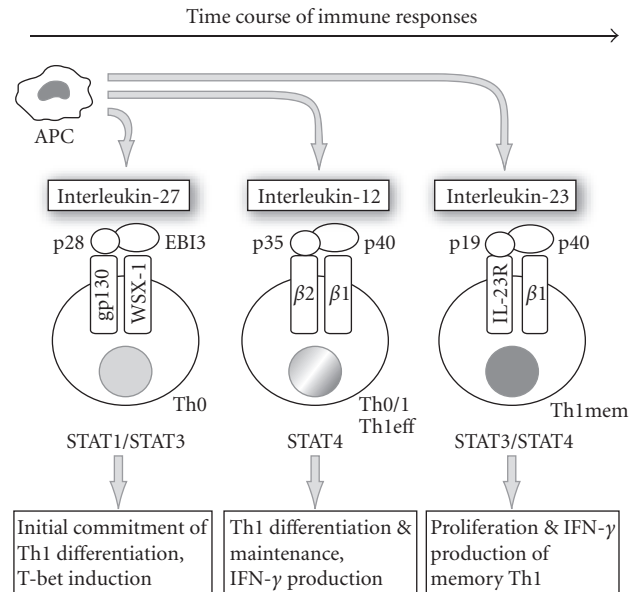 Time course of immune responses
APC
Interleukin-27
Interleukin-12
Interleukin-23
p28
EBI3
gp130
WSX-1
Th0
p35
p40
β2
β1
Th0/1
Th1eff
p19
p40
IL-23R
β1
Th1mem
STAT1/STAT3
STAT4
STAT3/STAT4
Initial commitment of
Th1 differentiation,
T-bet induction
Th1 differentiation &
maintenance,
IFN-γ production
Proliferation & IFN-γ
production of
memory Th1